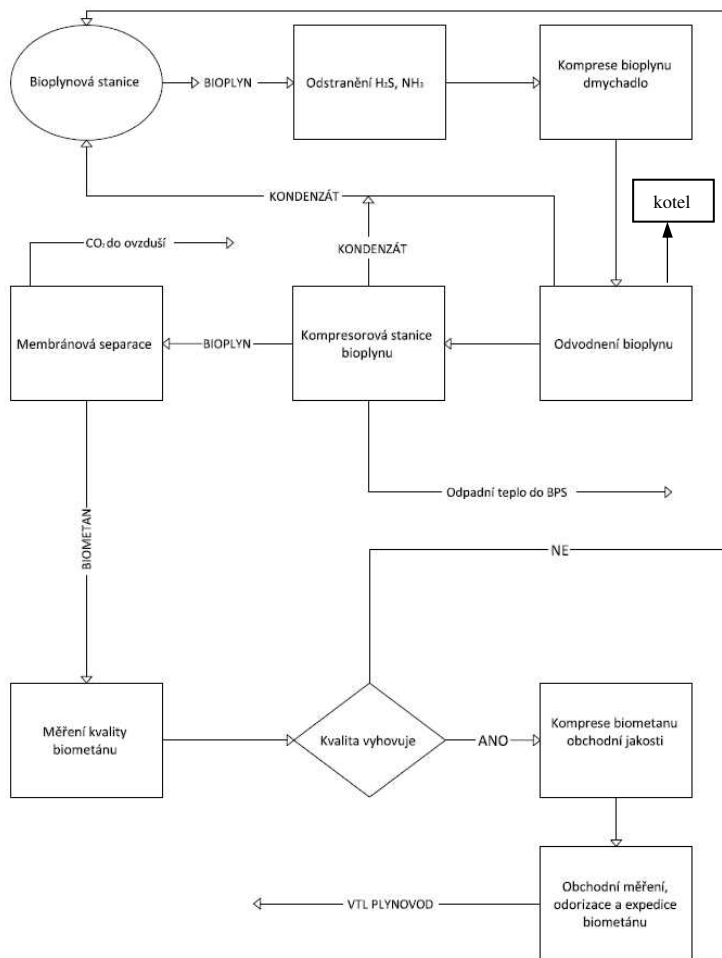 Bioplynová stanice
BIOPLYN
Odstranění H₂S, NH₃
Komprese bioplynu
dmychadlo
KONDENZÁT
kotel
CO₂ do ovzduší
KONDENZÁT
Membránová separace
BIOPLYN
Kompresorová stanice
bioplynu
Odvodnení bioplynu
Odpadní teplo do BPS
BIOMETAN
NE
Měření kvality
biometánu
Kvalita vyhovuje
ANO
Komprese biometanu
obchodní jakosti
VTL PLYNOVOD
Obchodní měření,
odorizace a expedice
biometánu